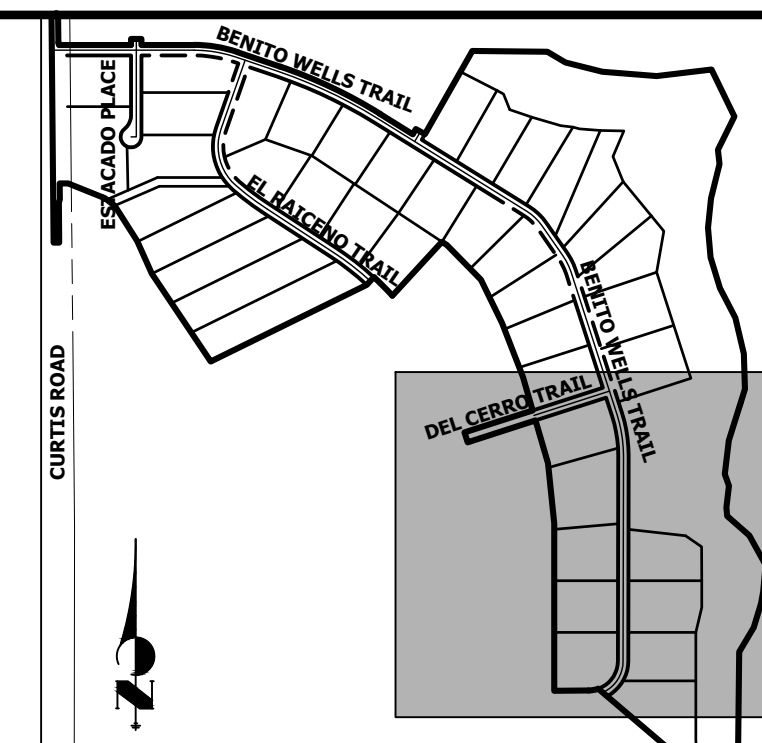 BENITO WELLS TRAIL
ESTACADO PLACE
EL RAICENO TRAIL
BENITO WELLS TRAIL
CURTIS ROAD
DEL CERRO TRAIL
N